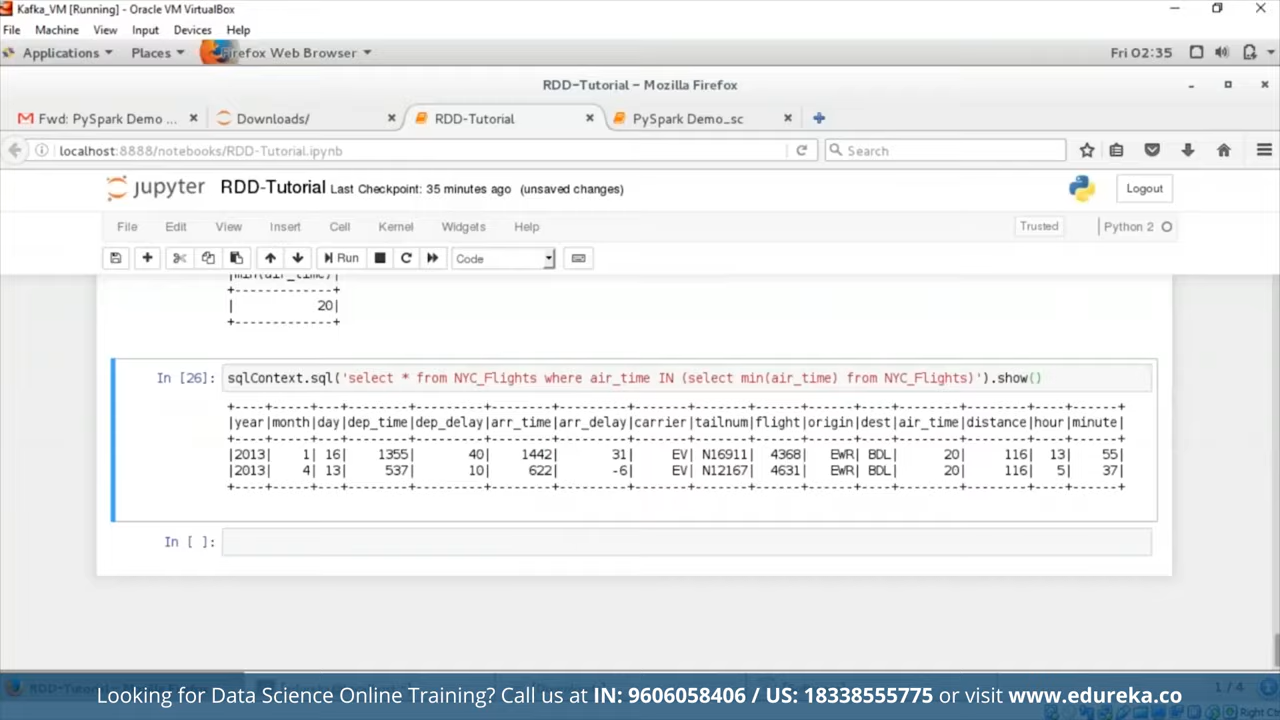 Kafka_VM [Running] - Oracle VM VirtualBox
File Machine View Input Devices Help
Applications Places Firefox Web Browser Fri 02:35
RDD-Tutorial - Mozilla Firefox
Fwd: PySpark Demo ... Downloads/ RDD-Tutorial PySpark Demo_sc
localhost:8888/notebooks/RDD-Tutorial.ipynb Search
jupyter RDD-Tutorial Last Checkpoint: 35 minutes ago (unsaved changes) Logout
File Edit View Insert Cell Kernel Widgets Help Trusted | Python 2
Run Code
|min(air_time)|
+-------------+
| 20|
+-------------+
In [26]: sqlContext.sql('select * from NYC_Flights where air_time IN (select min(air_time) from NYC_Flights)').show()
+----+-----+---+--------+---------+--------+---------+-------+-------+------+------+----+--------+--------+----+------+
|year|month|day|dep_time|dep_delay|arr_time|arr_delay|carrier|tailnum|flight|origin|dest|air_time|distance|hour|minute|
+----+-----+---+--------+---------+--------+---------+-------+-------+------+------+----+--------+--------+----+------+
|2013| 1| 16| 1355| 40| 1442| 31| EV| N16911| 4368| EWR| BDL| 20| 116| 13| 55|
|2013| 4| 13| 537| 10| 622| -6| EV| N12167| 4631| EWR| BDL| 20| 116| 5| 37|
+----+-----+---+--------+---------+--------+---------+-------+-------+------+------+----+--------+--------+----+------+
In [ ]:
1 / 4
Looking for Data Science Online Training? Call us at IN: 9606058406 / US: 18338555775 or visit www.edureka.co